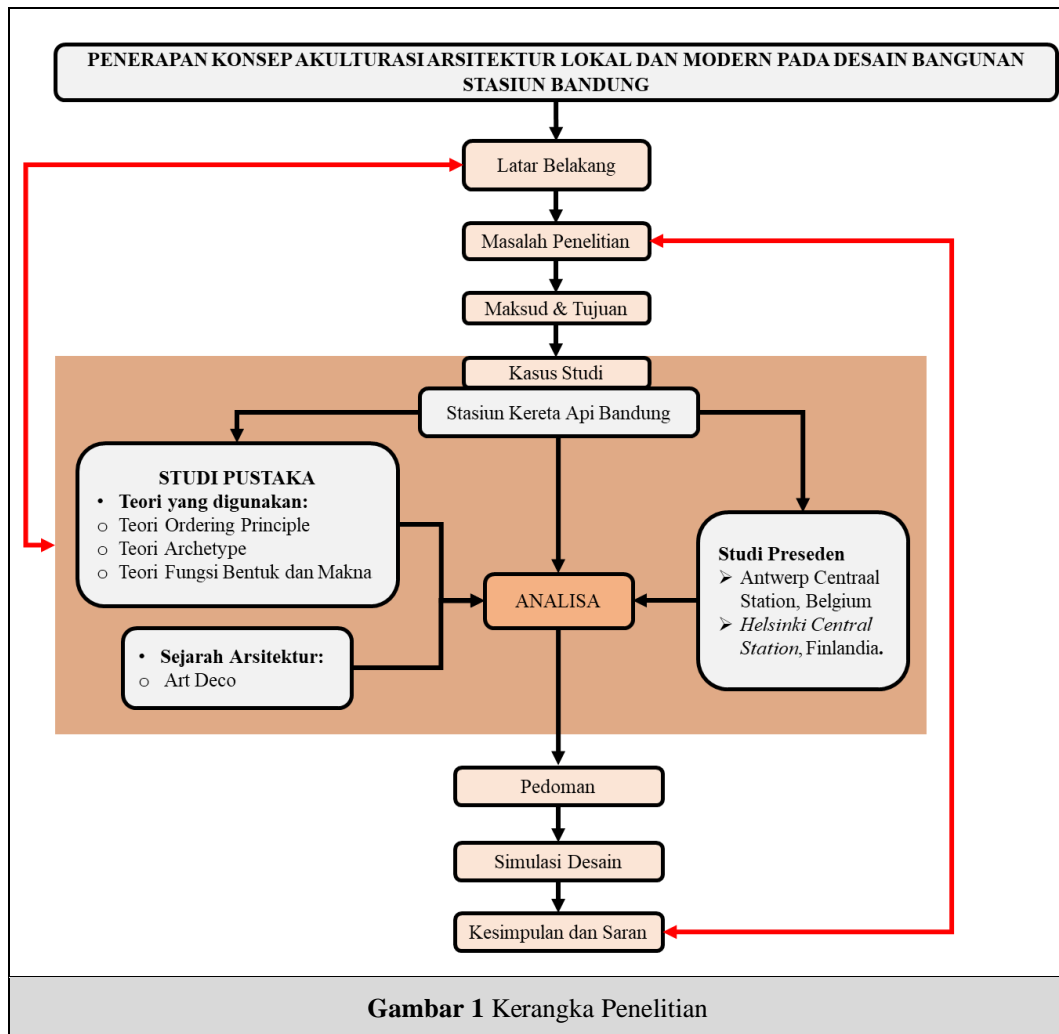 PENERAPAN KONSEP AKULTURASI ARSITEKTUR LOKAL DAN MODERN PADA DESAIN BANGUNAN
STASIUN BANDUNG
Latar Belakang
Masalah Penelitian
Maksud & Tujuan
Kasus Studi
Stasiun Kereta Api Bandung
STUDI PUSTAKA
• Teori yang digunakan:
o Teori Ordering Principle
o Teori Archetype
o Teori Fungsi Bentuk dan Makna
• Sejarah Arsitektur:
o Art Deco
ANALISA
Studi Preseden
➢ Antwerp Centraal
Station, Belgium
➢ Helsinki Central
Station, Finlandia.
Pedoman
Simulasi Desain
Kesimpulan dan Saran
Gambar 1 Kerangka Penelitian